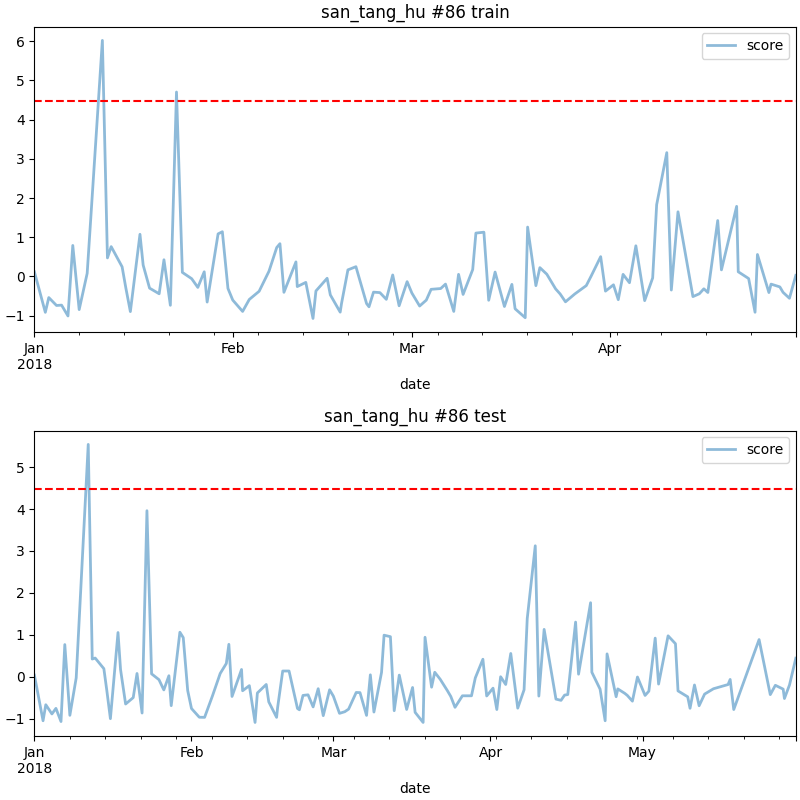 san_tang_hu #86 train
score
6
5
4
3
2
1
0
−1
Jan Feb Mar Apr
2018
date
san_tang_hu #86 test
score
5
4
3
2
1
0
−1
Jan Feb Mar Apr May
2018
date